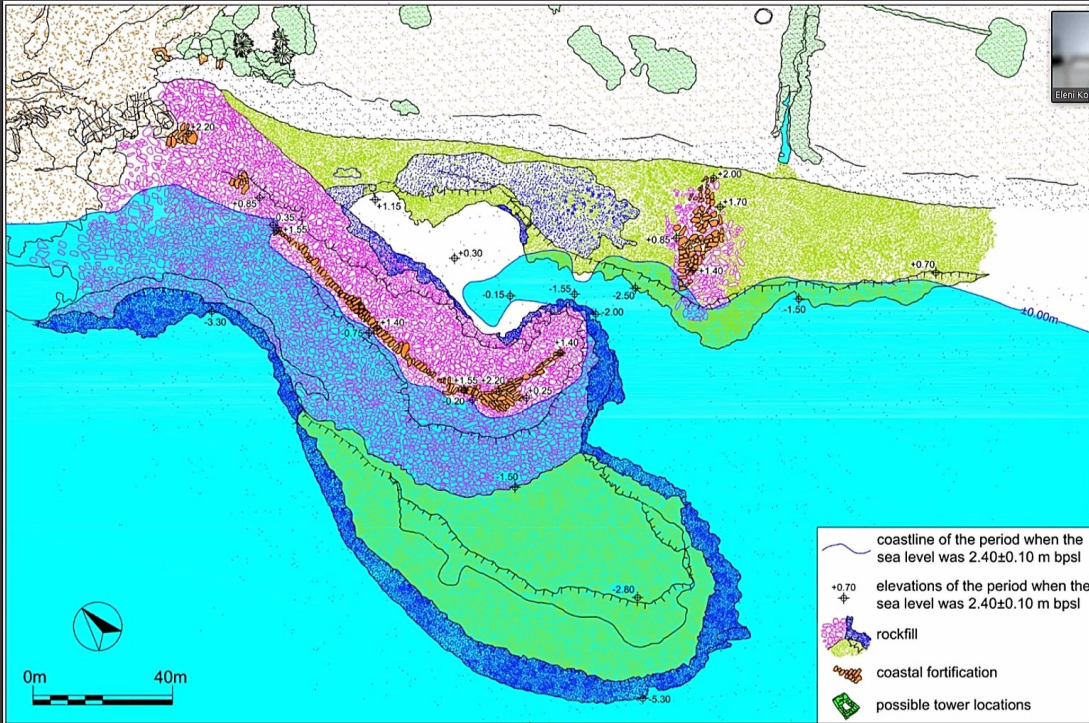 Eleni Ko
+2.20
+2.00
+0.85
+1.15
+1.70
0.35
+1.55
+0.85
+0.30
+1.40
+0.70
-0.15
-1.55
-2.50
-1.50
±0.00m
-2.00
-3.30
+1.40
-0.75
+1.40
+1.55
+2.20
0.20
+0.25
-1.50
-2.80
-5.30
0m
40m
coastline of the period when the
sea level was 2.40±0.10 m bpsl
+0.70
elevations of the period when the
sea level was 2.40±0.10 m bpsl
rockfill
coastal fortification
possible tower locations